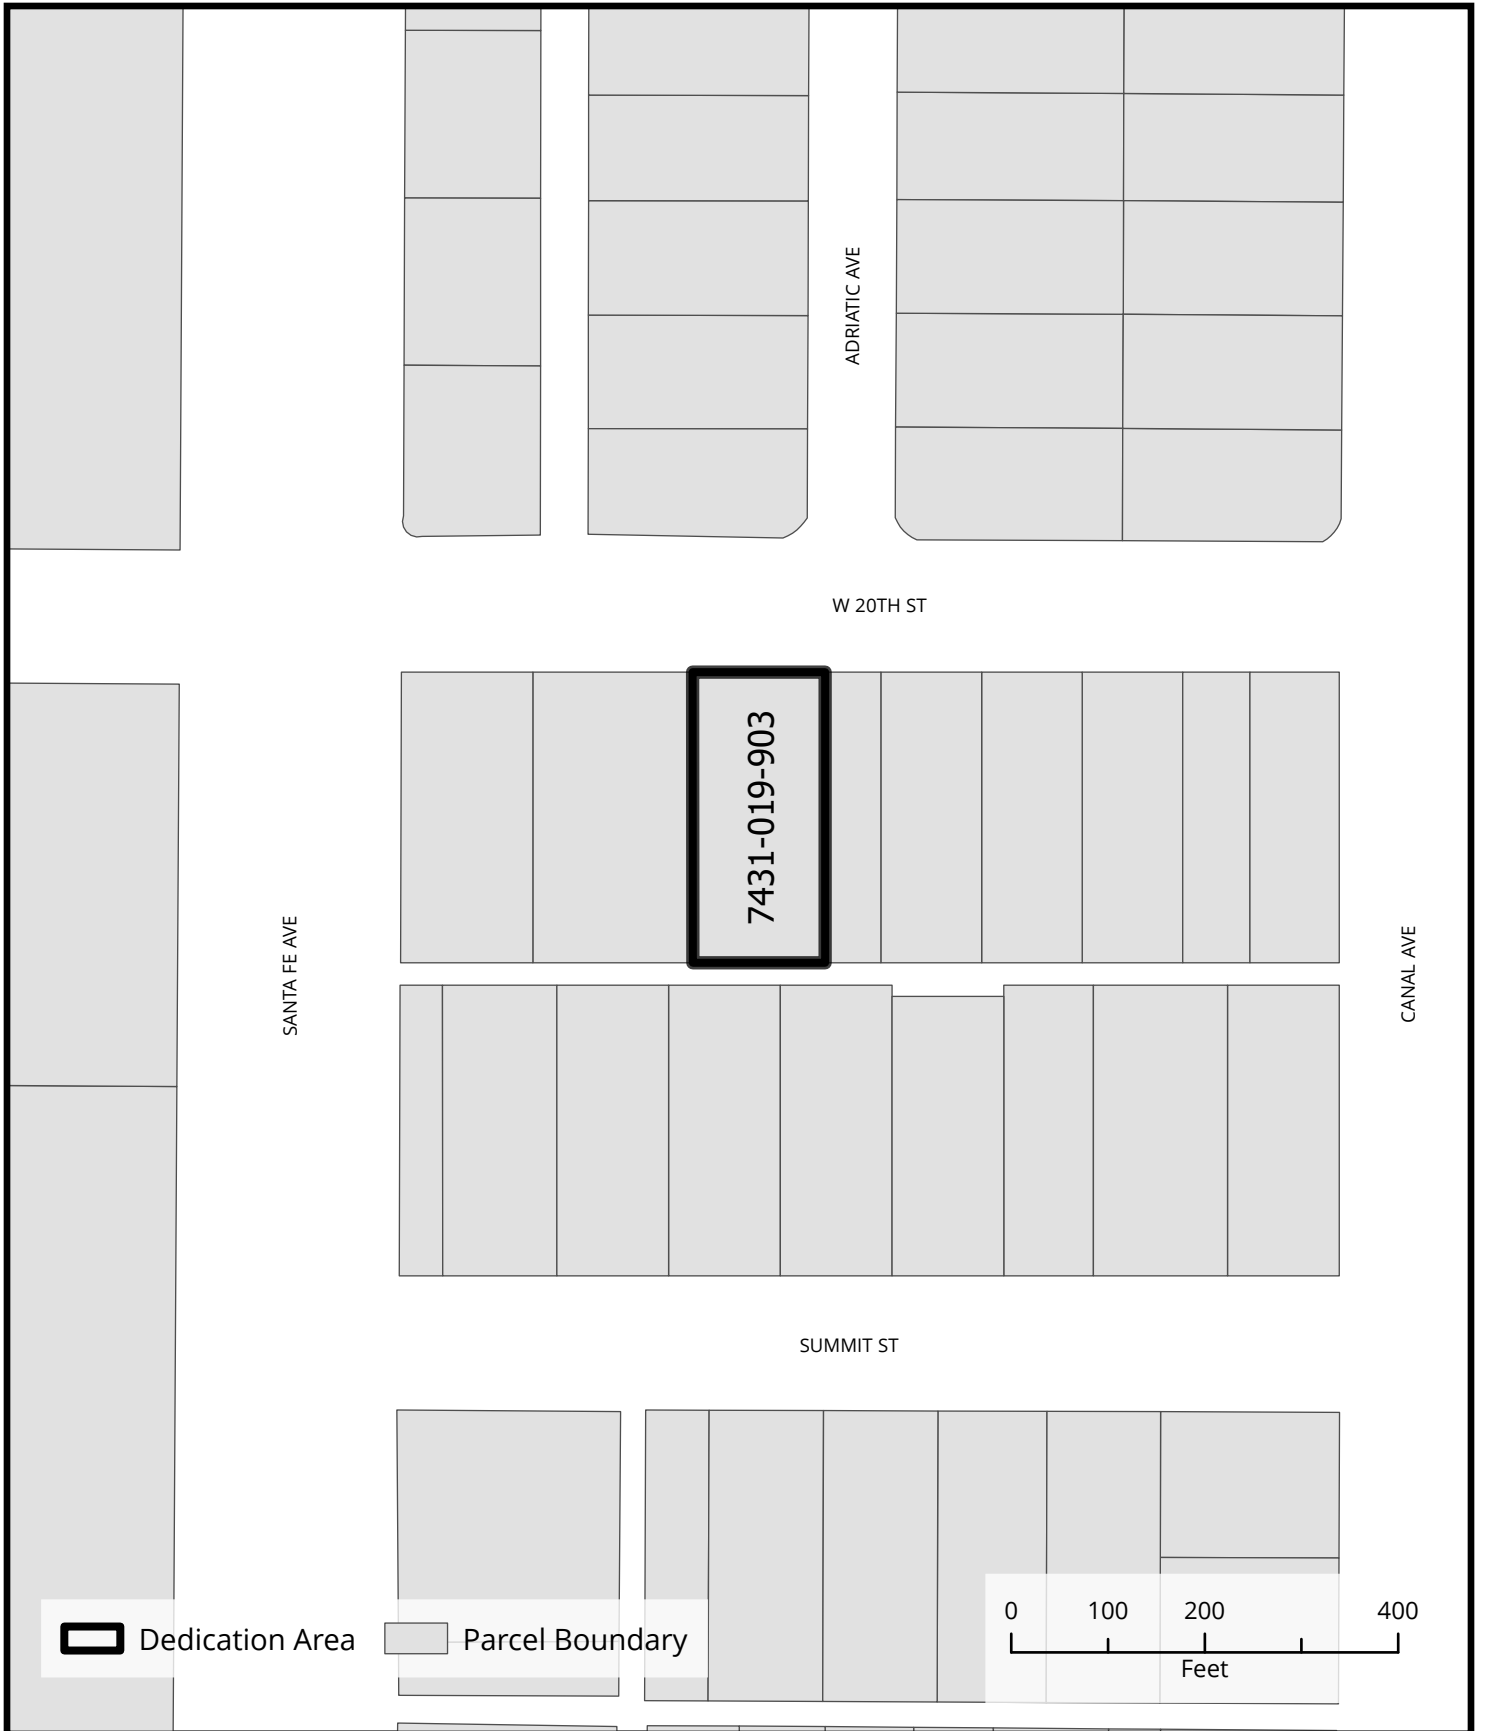 ADRIATIC AVE
W 20TH ST
7431-019-903
SANTA FE AVE
CANAL AVE
SUMMIT ST
Dedication Area
Parcel Boundary
0 100 200 400
Feet